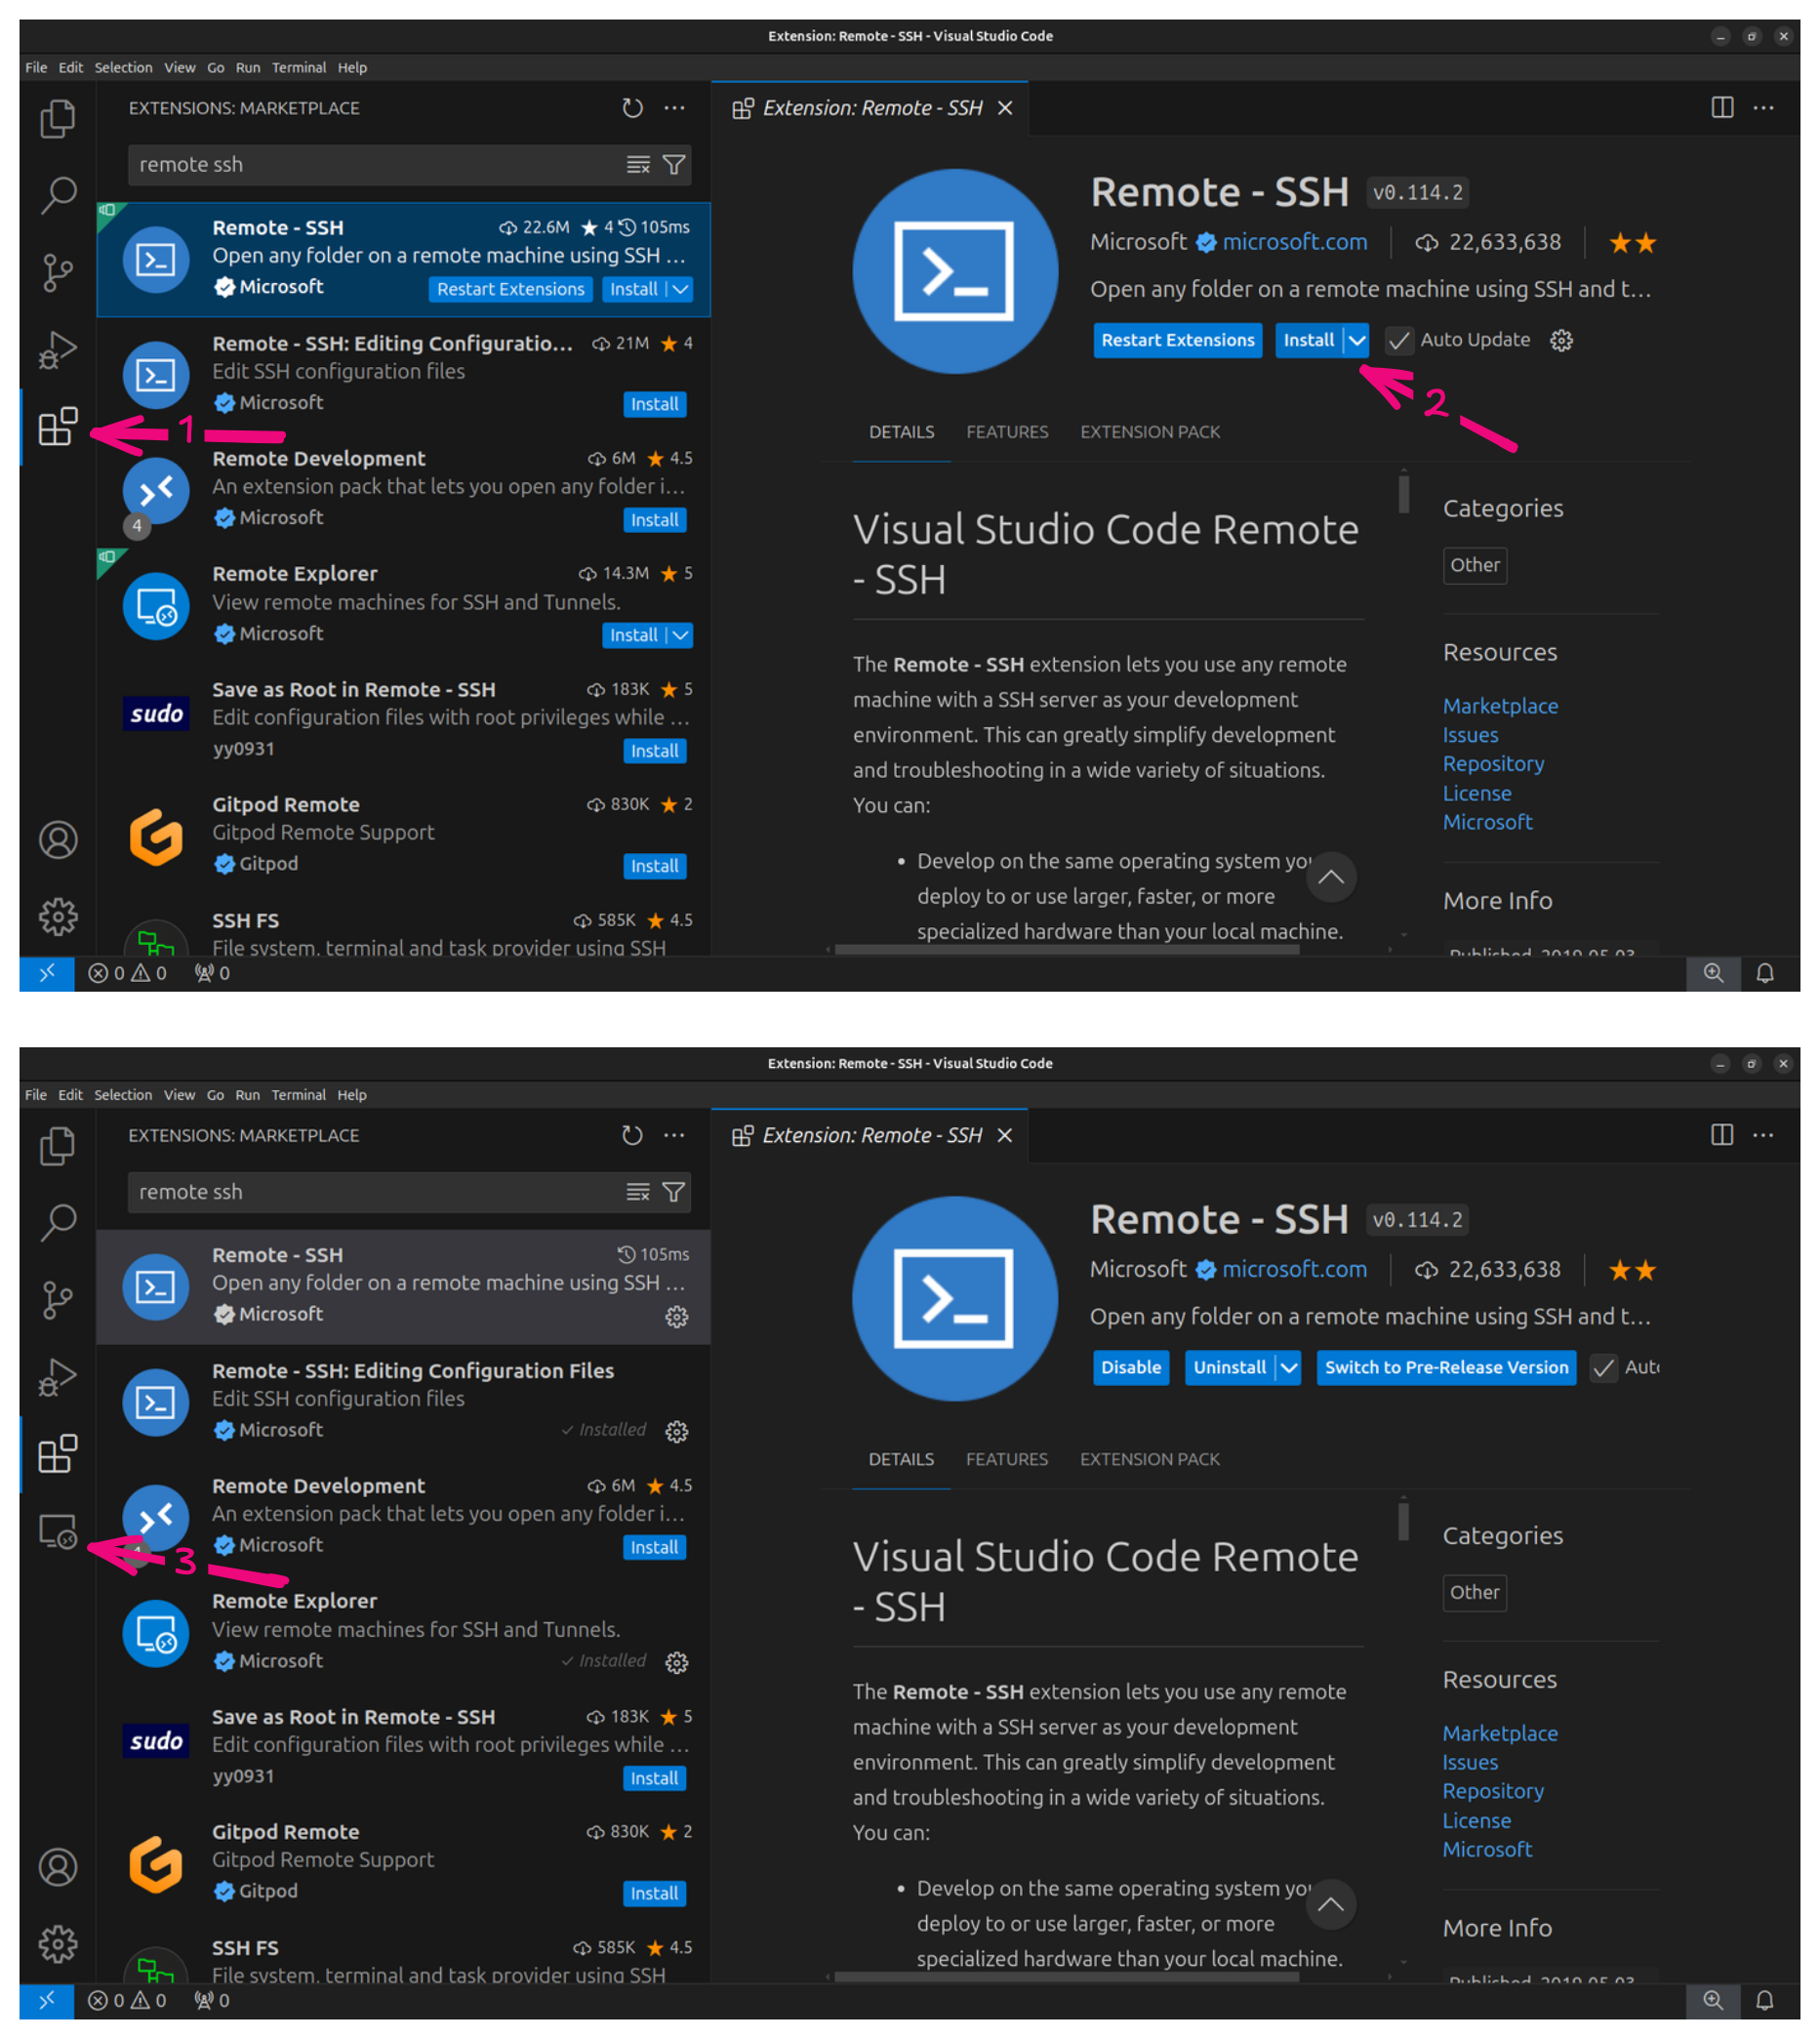 Extension: Remote - SSH - Visual Studio Code
File Edit Selection View Go Run Terminal Help
EXTENSIONS: MARKETPLACE
remote ssh
Remote - SSH 22.6M ★ 4 105ms
Open any folder on a remote machine using SSH ...
Microsoft Restart Extensions Install
Remote - SSH: Editing Configuratio... 21M ★ 4
Edit SSH configuration files
Microsoft Install
1
Remote Development 6M ★ 4.5
An extension pack that lets you open any folder i...
4 Microsoft Install
Remote Explorer 14.3M ★ 5
View remote machines for SSH and Tunnels.
Microsoft Install
Save as Root in Remote - SSH 183K ★ 5
sudo Edit configuration files with root privileges while ...
yy0931 Install
Gitpod Remote 830K ★ 2
Gitpod Remote Support
Gitpod Install
SSH FS 585K ★ 4.5
File system, terminal and task provider using SSH
Extension: Remote - SSH
Remote - SSH v0.114.2
Microsoft microsoft.com | 22,633,638 | ★★
Open any folder on a remote machine using SSH and t...
Restart Extensions Install Auto Update
2
DETAILS FEATURES EXTENSION PACK
Visual Studio Code Remote
- SSH
The Remote - SSH extension lets you use any remote
machine with a SSH server as your development
environment. This can greatly simplify development
and troubleshooting in a wide variety of situations.
You can:
• Develop on the same operating system you
deploy to or use larger, faster, or more
specialized hardware than your local machine.
Categories
Other
Resources
Marketplace
Issues
Repository
License
Microsoft
More Info
Published 2019-05-03
0 0 0
Extension: Remote - SSH - Visual Studio Code
File Edit Selection View Go Run Terminal Help
EXTENSIONS: MARKETPLACE
remote ssh
Remote - SSH 105ms
Open any folder on a remote machine using SSH ...
Microsoft
Remote - SSH: Editing Configuration Files
Edit SSH configuration files
Microsoft ✓ Installed
Remote Development 6M ★ 4.5
An extension pack that lets you open any folder i...
Microsoft Install
3
Remote Explorer
View remote machines for SSH and Tunnels.
Microsoft ✓ Installed
Save as Root in Remote - SSH 183K ★ 5
sudo Edit configuration files with root privileges while ...
yy0931 Install
Gitpod Remote 830K ★ 2
Gitpod Remote Support
Gitpod Install
SSH FS 585K ★ 4.5
File system, terminal and task provider using SSH
Extension: Remote - SSH
Remote - SSH v0.114.2
Microsoft microsoft.com | 22,633,638 | ★★
Open any folder on a remote machine using SSH and t...
Disable Uninstall Switch to Pre-Release Version Auto
DETAILS FEATURES EXTENSION PACK
Visual Studio Code Remote
- SSH
The Remote - SSH extension lets you use any remote
machine with a SSH server as your development
environment. This can greatly simplify development
and troubleshooting in a wide variety of situations.
You can:
• Develop on the same operating system you
deploy to or use larger, faster, or more
specialized hardware than your local machine.
Categories
Other
Resources
Marketplace
Issues
Repository
License
Microsoft
More Info
Published 2019-05-03
0 0 0